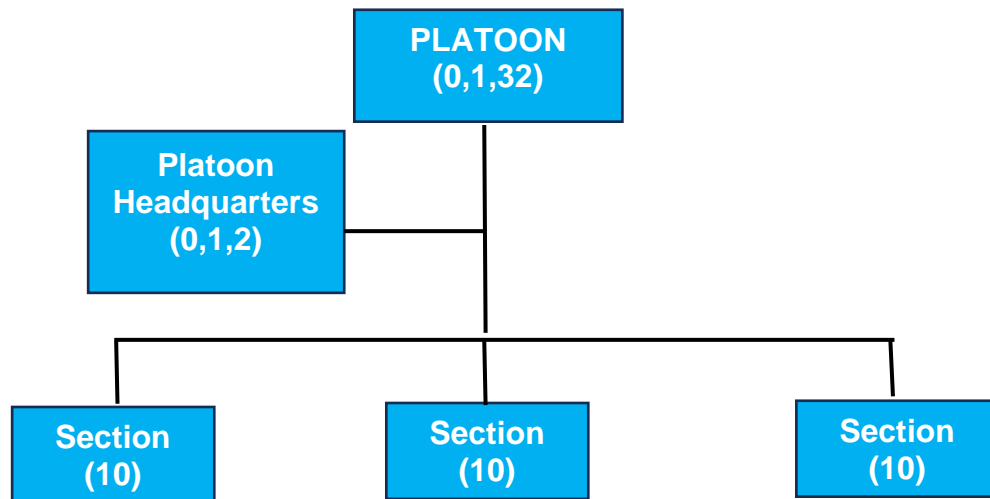 PLATOON
(0,1,32)
Platoon
Headquarters
(0,1,2)
Section
(10)
Section
(10)
Section
(10)